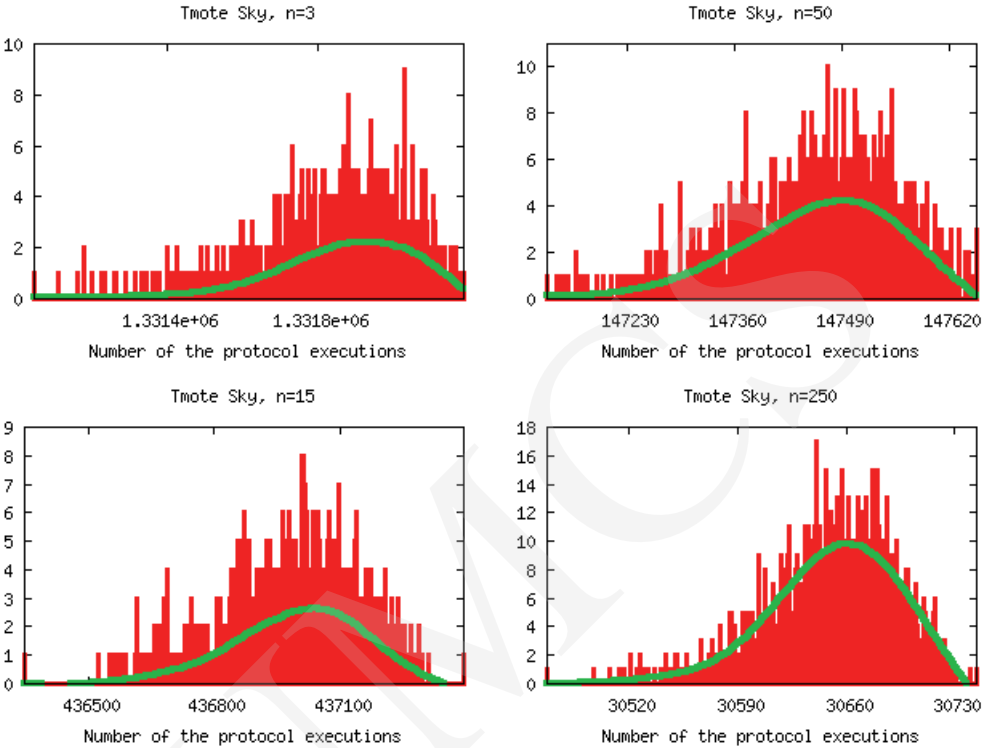 Tmote Sky, n=3
10
8
6
4
2
0
1.3314e+06 1.3318e+06
Number of the protocol executions
Tmote Sky, n=50
10
8
6
4
2
0
147230 147360 147490 147620
Number of the protocol executions
Tmote Sky, n=15
9
8
7
6
5
4
3
2
1
0
436500 436800 437100
Number of the protocol executions
Tmote Sky, n=250
18
16
14
12
10
8
6
4
2
0
30520 30590 30660 30730
Number of the protocol executions
UMCS